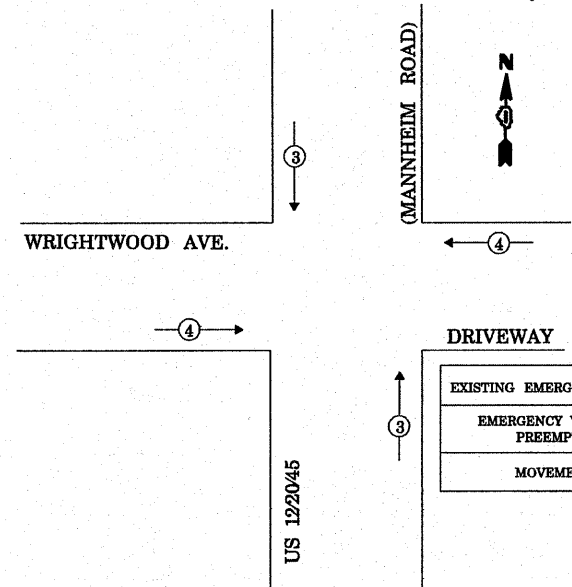 (MANNHEIM ROAD)
N
3
WRIGHTWOOD AVE.
4
4
DRIVEWAY
3
EXISTING EMERG
EMERGENCY
PREEMP
MOVEME
US 12/20/45